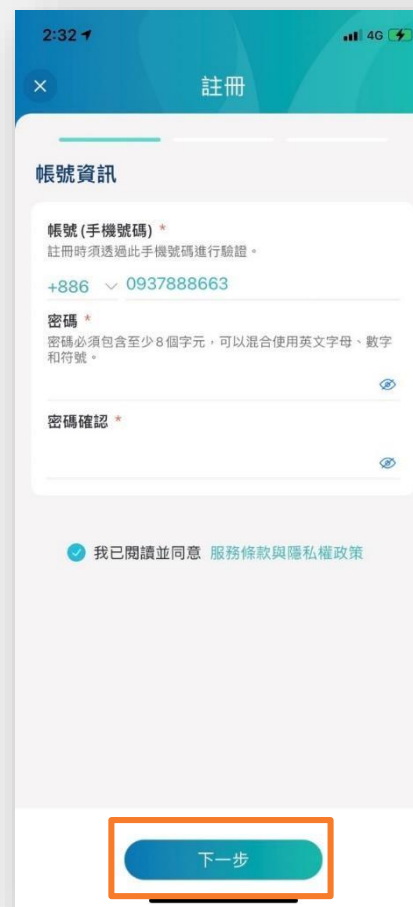 2:32
4G
註冊
帳號資訊
帳號 (手機號碼) *
註冊時須透過此手機號碼進行驗證。
+886 0937888663
密碼 *
密碼必須包含至少8個字元,可以混合使用英文字母、數字
和符號。
密碼確認 *
我已閱讀並同意 服務條款與隱私權政策
下一步